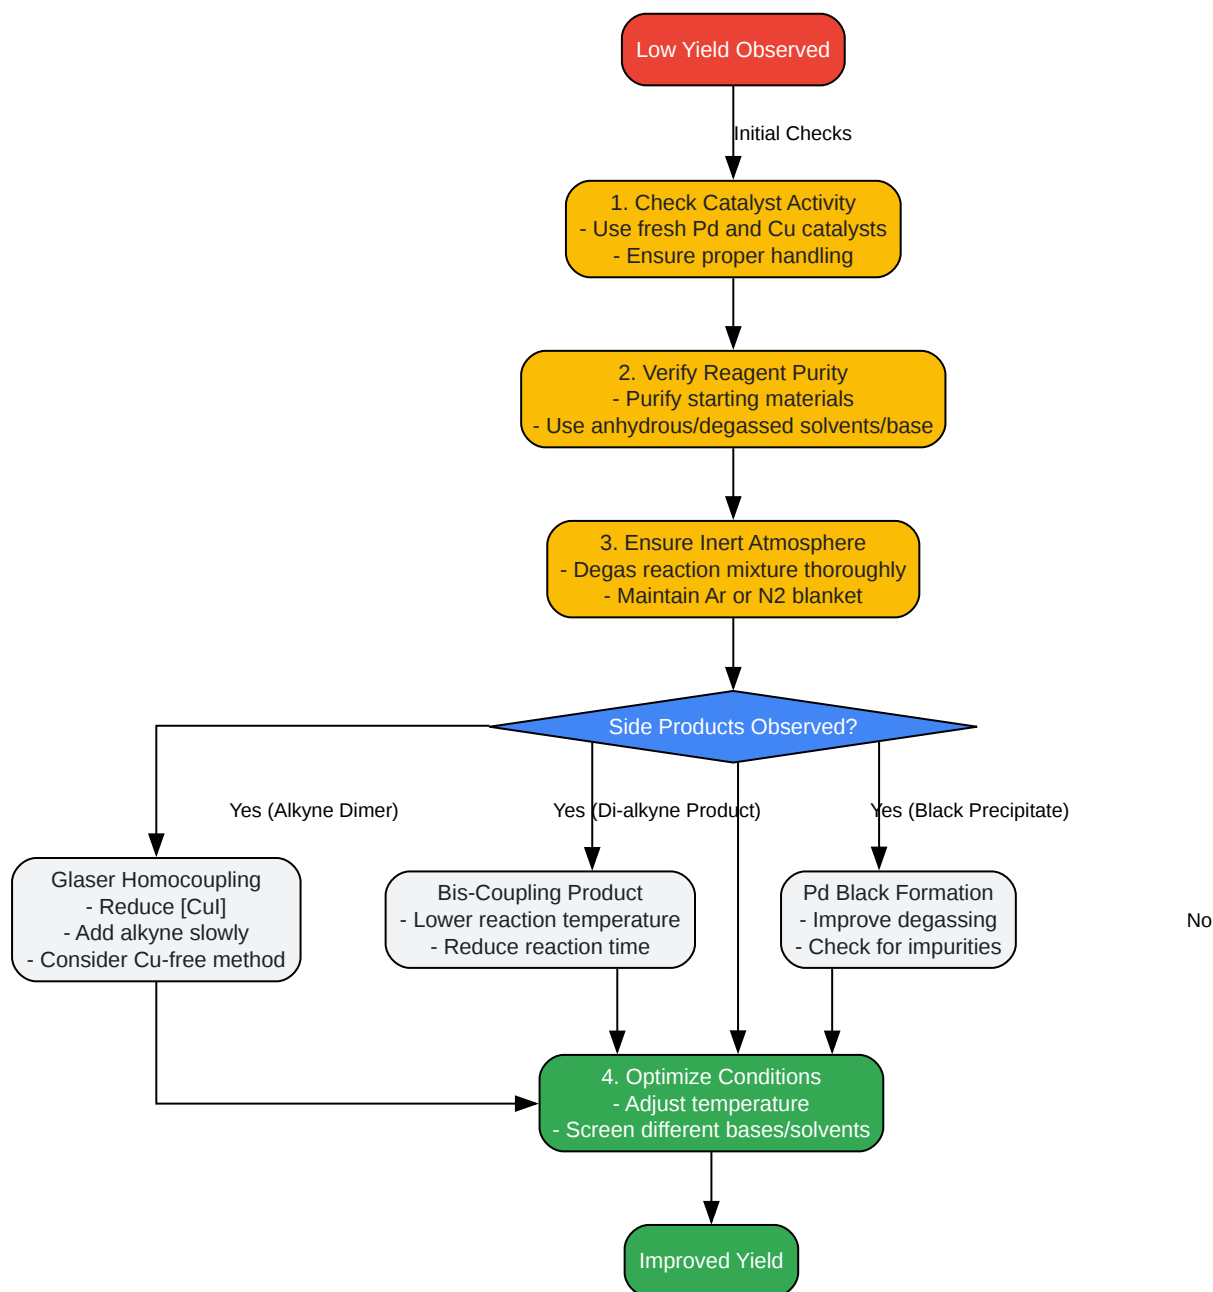 Low Yield Observed
Initial Checks
1. Check Catalyst Activity
- Use fresh Pd and Cu catalysts
- Ensure proper handling
2. Verify Reagent Purity
- Purify starting materials
- Use anhydrous/degassed solvents/base
3. Ensure Inert Atmosphere
- Degas reaction mixture thoroughly
- Maintain Ar or N2 blanket
Side Products Observed?
Yes (Alkyne Dimer)
Yes (Di-alkyne Product)
Yes (Black Precipitate)
Glaser Homocoupling
- Reduce [CuI]
- Add alkyne slowly
- Consider Cu-free method
Bis-Coupling Product
- Lower reaction temperature
- Reduce reaction time
Pd Black Formation
- Improve degassing
- Check for impurities
No
4. Optimize Conditions
- Adjust temperature
- Screen different bases/solvents
Improved Yield